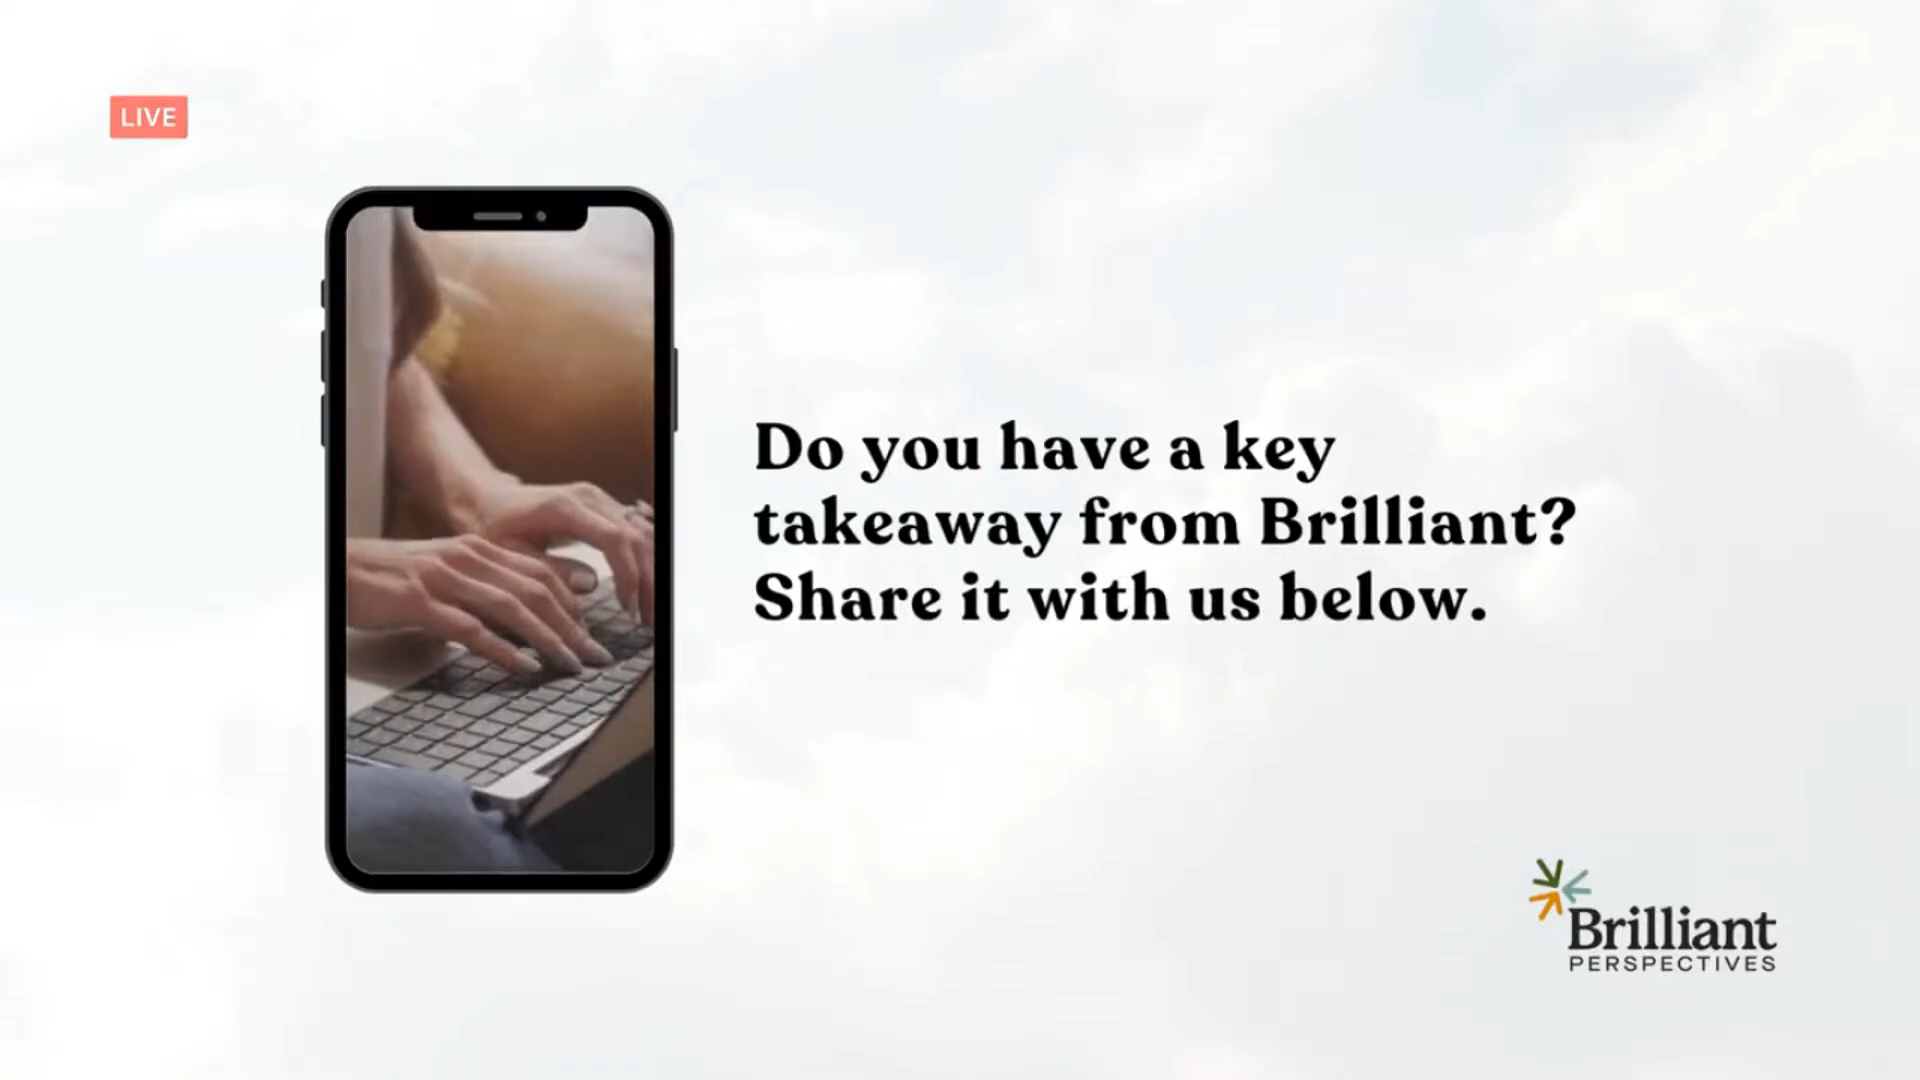 LIVE
Do you have a key
takeaway from Brilliant?
Share it with us below.
Brilliant
PERSPECTIVES